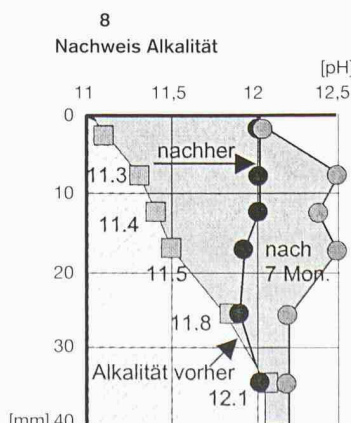 8
Nachweis Alkalität
[pH]
11 11,5 12 12,5
0
nachher
11.3
10
11.4
nach
7 Mon.
11.5
20
11.8
30
Alkalität vorher
12.1
[mm] 40